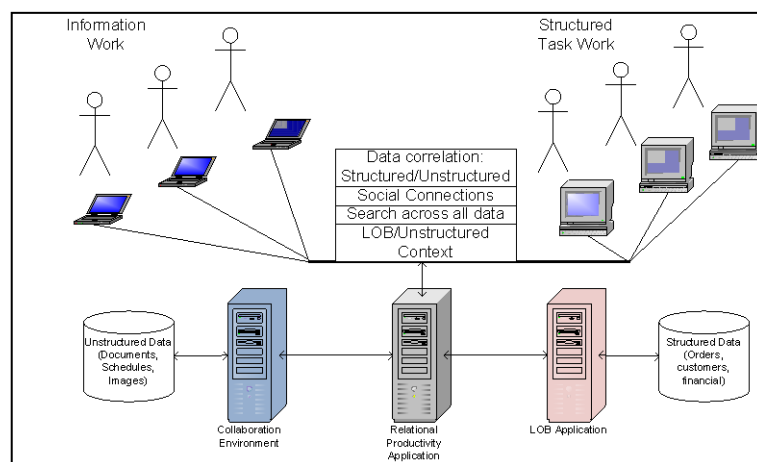 Information
Work
Structured
Task Work
Data correlation:
Structured/Unstructured
Social Connections
Search across all data
LOB/Unstructured
Context
Unstructured Data
(Documents,
Schedules,
Images)
Collaboration
Environment
Relational
Productivity
Application
LOB Application
Structured Data
(Orders,
customers,
financial)